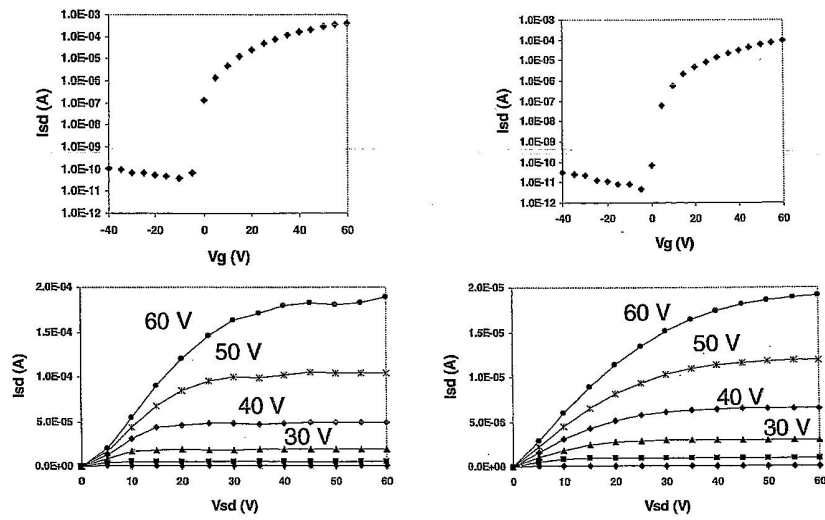 1.0E-03
1.0E-04
1.0E-05
1.9E-06
1.0E-07
1.0E-08
1.0E-09
1.0E-10
1.0E-11
1.0E-12
-40
-20
0
20
40
60
Isd (A)
Vg (V)
1.0E-03
1.0E-04
1.0E-05
1.0E-06
1.0E-07
1.0E-08
1.0E-09
1.0E-10
1.0E-11
1.0E-12
-40
-20
0
20
40
60
Isd (A)
Vg (V)
2.0E-04
1.5E-04
1.0E-04
5.0E-05
0.0E+00
0
10
20
30
40
50
60
Isd (A)
Vsd (V)
60 V
50 V
40 V
30 V
2.0E-05
1.5E-05
1.0E-05
5.0E-06
0.0E+00
0
10
20
30
40
50
60
Isd (A)
Vsd (V)
60 V
50 V
40 V
30 V